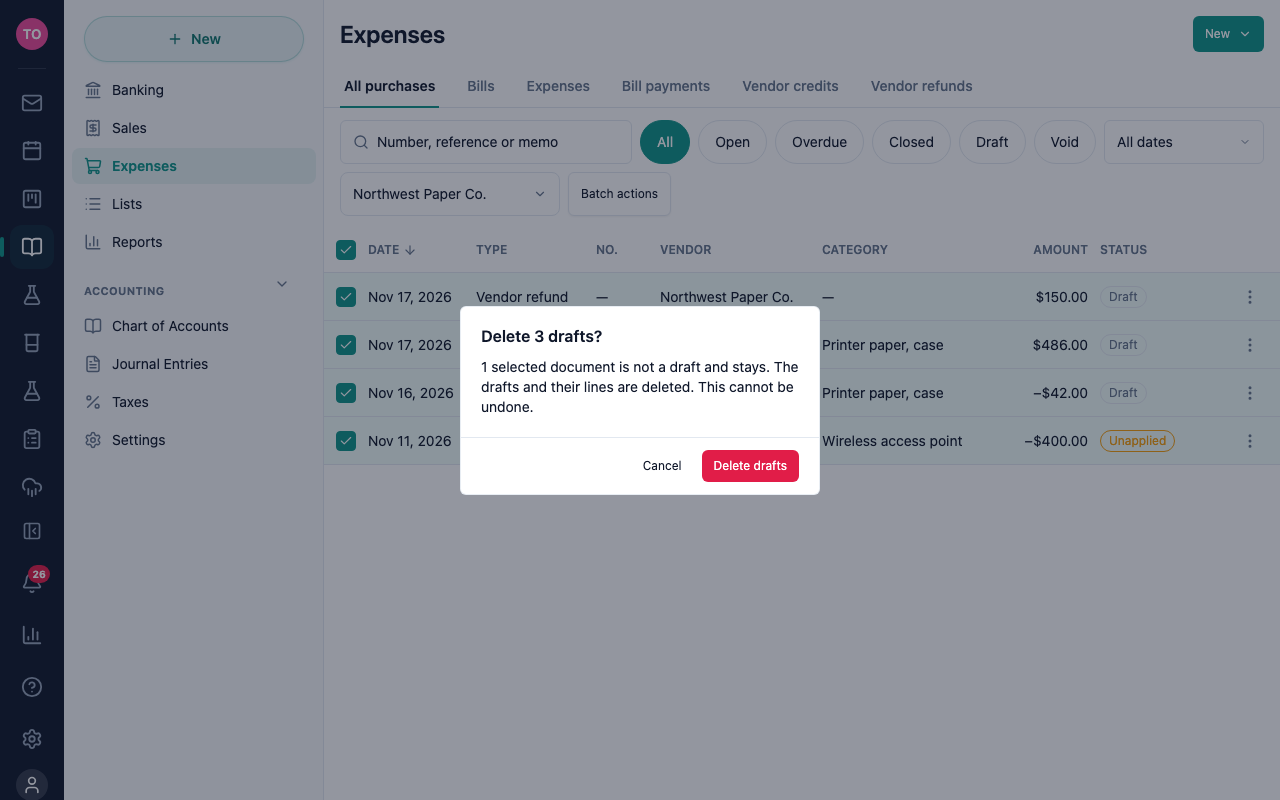 TO
26
New
Banking
Sales
Expenses
Lists
Reports
ACCOUNTING
Chart of Accounts
Journal Entries
Taxes
Settings
Expenses
New
All purchases Bills Expenses Bill payments Vendor credits Vendor refunds
Number, reference or memo All Open Overdue Closed Draft Void All dates
Northwest Paper Co. Batch actions
DATE TYPE NO. VENDOR CATEGORY AMOUNT STATUS
Nov 17, 2026 Vendor refund — Northwest Paper Co. — $150.00 Draft
Nov 17, 2026 Printer paper, case $486.00 Draft
Nov 16, 2026 Printer paper, case –$42.00 Draft
Nov 11, 2026 Wireless access point –$400.00 Unapplied
Delete 3 drafts?
1 selected document is not a draft and stays. The
drafts and their lines are deleted. This cannot be
undone.
Cancel Delete drafts